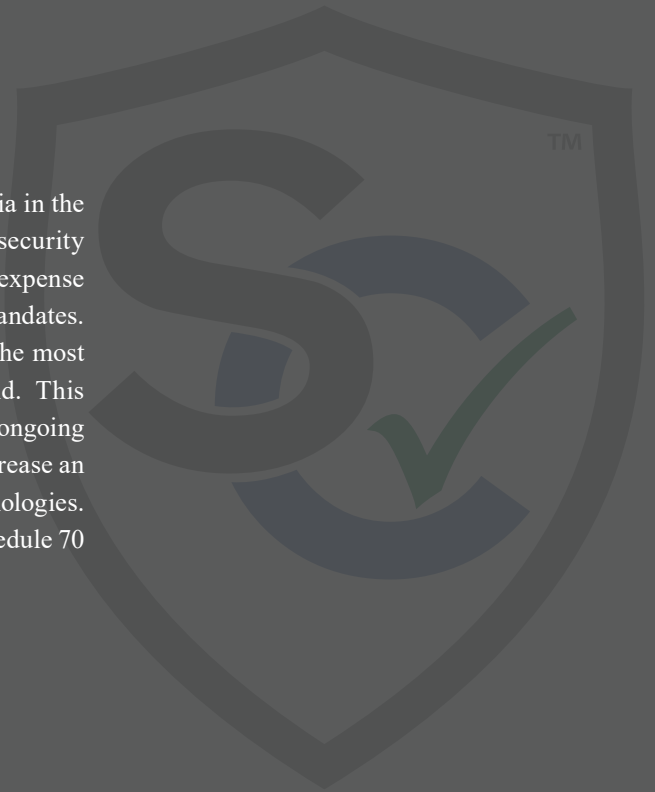 TM
ia in the
security
expense
andates.
he most
d. This
ongoing
rease an
ologies.
edule 70